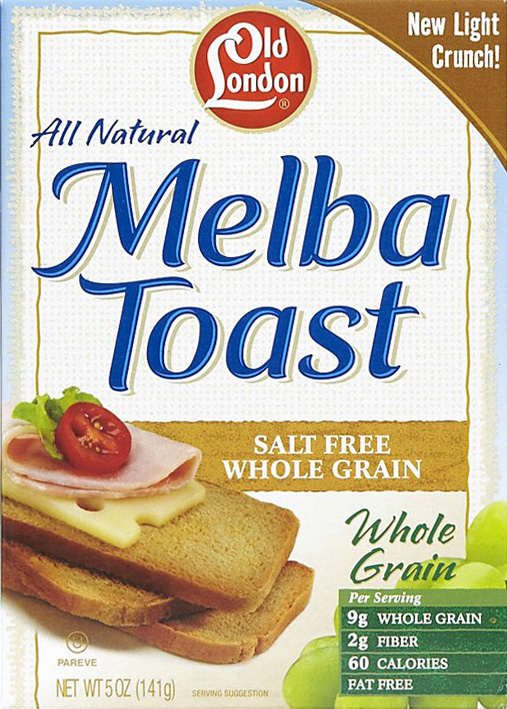 Old
London
®
New Light
Crunch!
All Natural
Melba
Toast
SALT FREE
WHOLE GRAIN
Whole
Grain
Per Serving
9g WHOLE GRAIN
2g FIBER
60 CALORIES
FAT FREE
U
PAREVE
NET WT 5 OZ (141g)
SERVING SUGGESTION